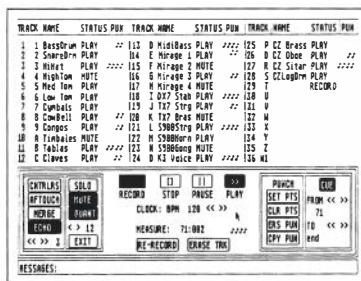 TRACK NAME STATUS PUN TRACK NAME STATUS PUN TRACK NAME STATUS PUN
1 1 BassDrum PLAY 13 D MidiBass PLAY 25 P CZ Brass PLAY
2 2 SnareDrm PLAY 14 E Mirage 1 PLAY 26 Q CZ Oboe PLAY
3 3 HiHat PLAY 15 F Mirage 2 MUTE 27 R CZ Sitar PLAY
4 4 HighTom MUTE 16 G Mirage 3 PLAY 28 S CZLogDrm PLAY
5 5 Med Tom PLAY 17 H Mirage 4 MUTE 29 T RECORD
6 6 Low Tom PLAY 18 I DX7 Stab PLAY 30 U
7 7 Cymbals PLAY 19 J TX7 Strg PLAY 31 V
8 8 CowBell PLAY 20 K TX7 Bras MUTE 32 W
9 9 Congos PLAY 21 L S900Strg PLAY 33 X
10 A Timbales MUTE 22 M S900Horn PLAY 34 Y
11 B Tables PLAY 23 N S900Gong MUTE 35 Z
12 C Claves PLAY 24 O K3 Voice PLAY 36
CNTRLRS SOLO RECORD STOP PAUSE PLAY PUNCH CUE
AFTOUCH MUTE CLOCK: BPM 120 << >> SET PTS FROM << >>
MERGE QUANT CLR PTS 71
ECHO < > 12 MEASURE: 71:002 ERS PUN TO << >>
<< >> EXIT RE-RECORD ERASE TRK CPY PUN end
MESSAGES: